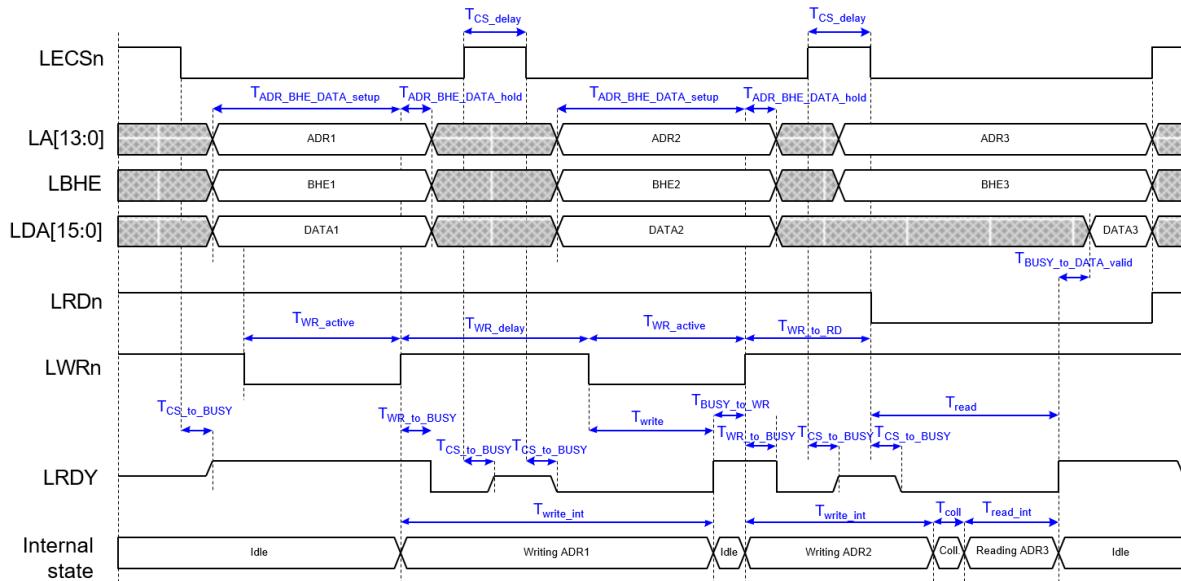 T_CS_delay T_CS_delay
LECSn
T_ADR_BHE_DATA_setup T_ADR_BHE_DATA_hold T_ADR_BHE_DATA_setup T_ADR_BHE_DATA_hold
LA[13:0] ADR1 ADR2 ADR3
LBHE BHE1 BHE2 BHE3
LDA[15:0] DATA1 DATA2 DATA3
T_BUSY_to_DATA_valid
LRDn
T_WR_active T_WR_delay T_WR_active T_WR_to_RD
LWRn
T_CS_to_BUSY T_WR_to_BUSY T_write T_BUSY_to_WR T_read
T_CS_to_BUSY T_CS_to_BUSY T_WR_to_BUSY T_CS_to_BUSY T_CS_to_BUSY
LRDY
T_write_int T_write_int T_coll T_read_int
Internal state Idle Writing ADR1 Idle Writing ADR2 Coll. Reading ADR3 Idle